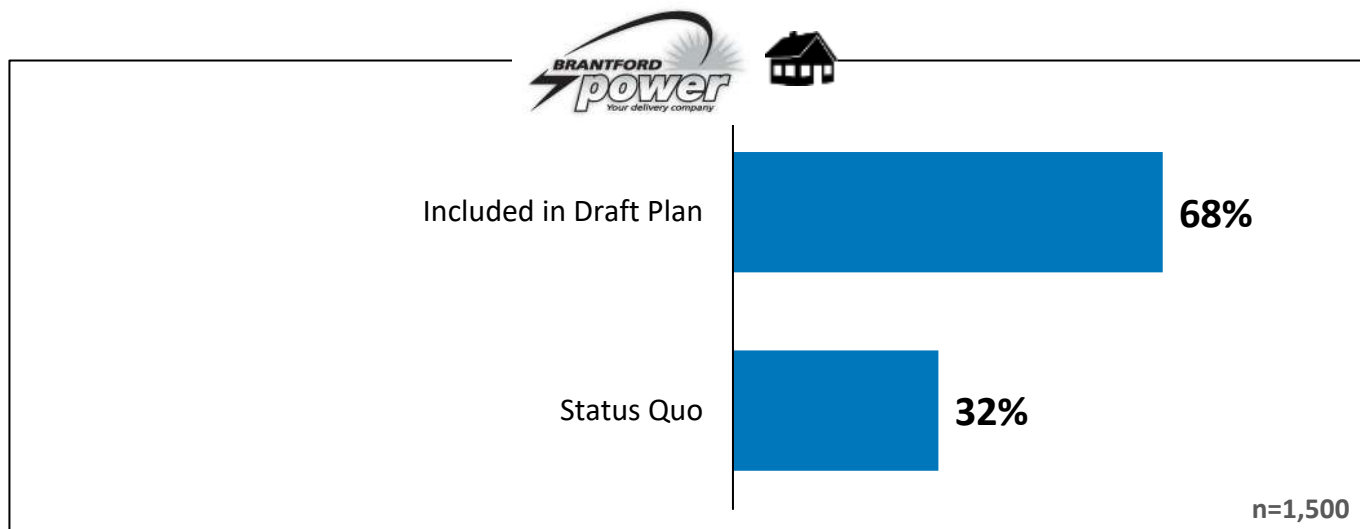 BRANTFORD
power
Your delivery company
Included in Draft Plan
68%
Status Quo
32%
n=1,500